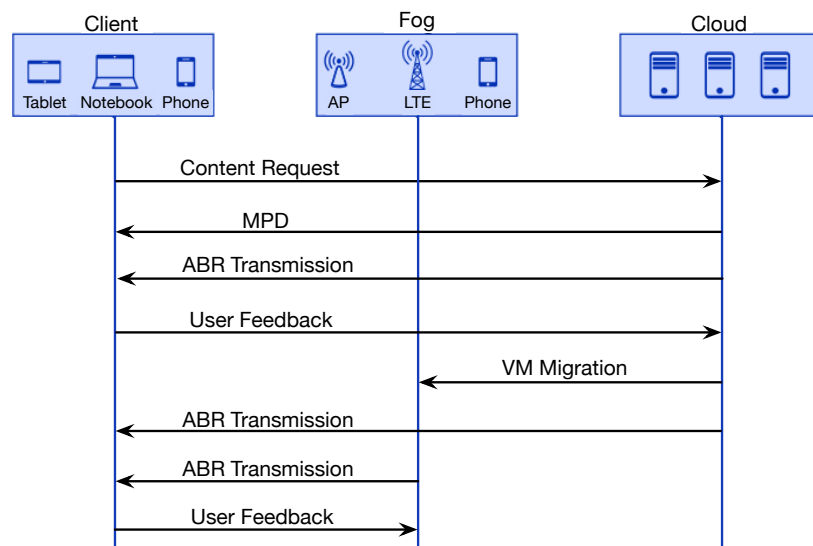 Client
Fog
Cloud
Tablet Notebook Phone
AP LTE Phone
Content Request
MPD
ABR Transmission
User Feedback
VM Migration
ABR Transmission
ABR Transmission
User Feedback